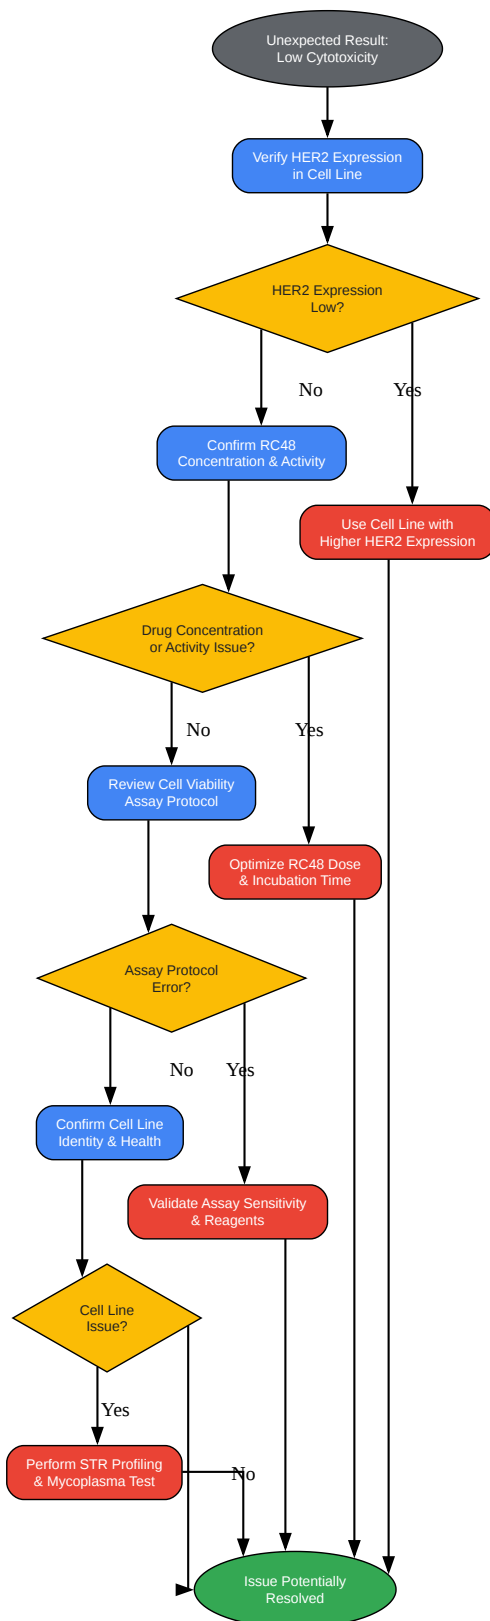 Unexpected Result:
Low Cytotoxicity
Verify HER2 Expression
in Cell Line
HER2 Expression
Low?
No
Yes
Confirm RC48
Concentration & Activity
Use Cell Line with
Higher HER2 Expression
Drug Concentration
or Activity Issue?
No
Yes
Review Cell Viability
Assay Protocol
Optimize RC48 Dose
& Incubation Time
Assay Protocol
Error?
No
Yes
Confirm Cell Line
Identity & Health
Validate Assay Sensitivity
& Reagents
Cell Line
Issue?
Yes
Perform STR Profiling
& Mycoplasma Test
No
Issue Potentially
Resolved